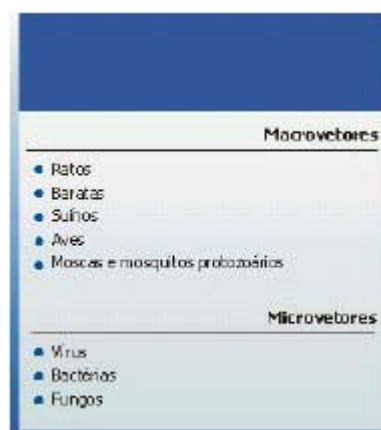 Macrovetores
Ratos
Baratas
Suínos
Aves
Moscas e mosquitos protozoários
Microvetores
Vírus
Bactérias
Fungos